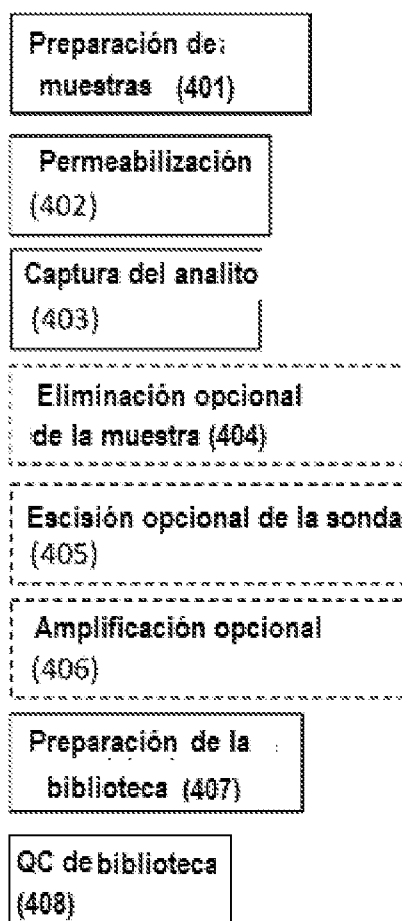 Preparación de
muestras (401)
Permeabilización
(402)
Captura del analito
(403)
Eliminación opcional
de la muestra (404)
Escisión opcional de la sonda
(405)
Amplificación opcional
(406)
Preparación de la
biblioteca (407)
QC de biblioteca
(408)